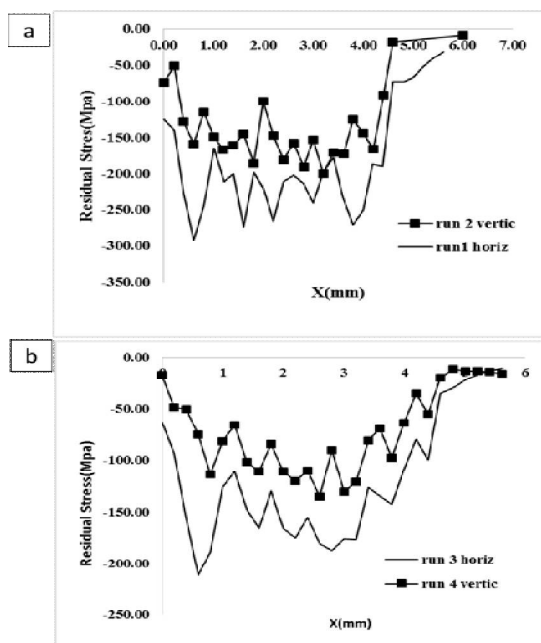 a
0.00
0.00 1.00 2.00 3.00 4.00 5.00 6.00 7.00
-50.00
-100.00
-150.00
-200.00
-250.00
-300.00
-350.00
Residual Stres(Mpa)
run 2 vertic
run1 horiz
X(mm)
b
0.00
0 1 2 3 4 5 6
-50.00
-100.00
-150.00
-200.00
-250.00
Residual Stress(Mpa)
run 3 horiz
run 4 vertic
X(mm)